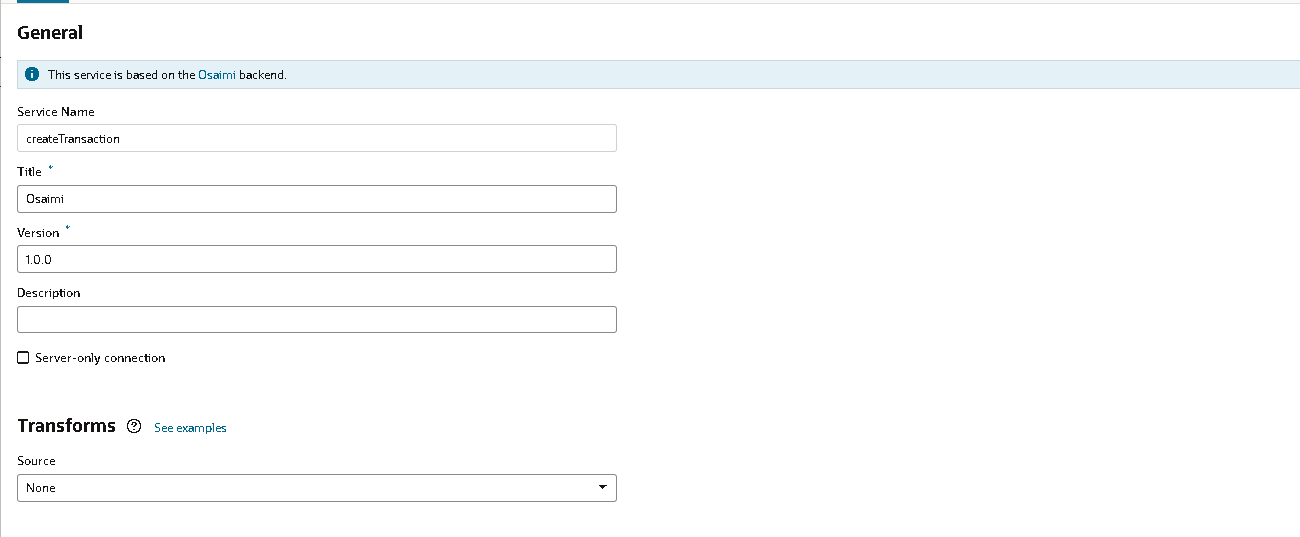 General
This service is based on the Osaimi backend.
Service Name
createTransaction
Title *
Osaimi
Version *
1.0.0
Description
Server-only connection
Transforms ? See examples
Source
None